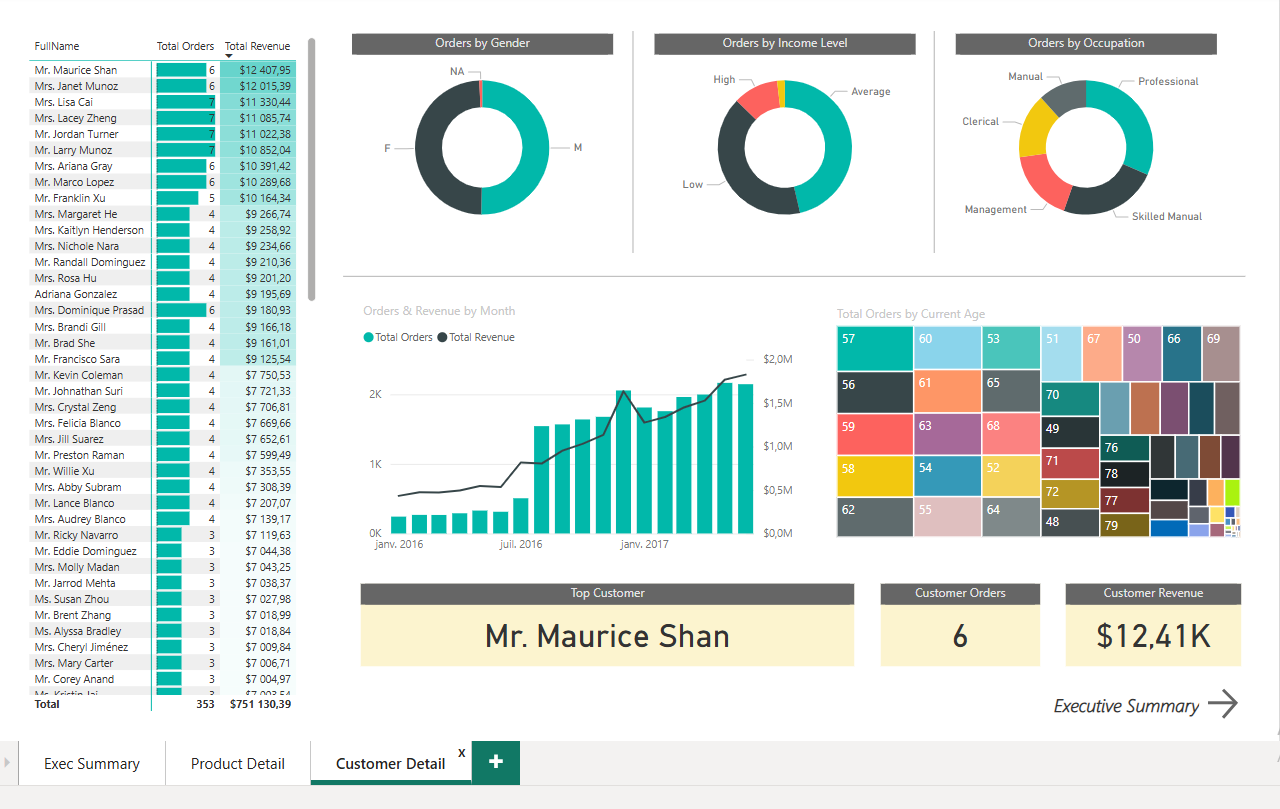 FullName Total Orders Total Revenue
Mr. Maurice Shan 6 $12 407,95
Mrs. Janet Munoz 6 $12 015,39
Mrs. Lisa Cai 7 $11 330,44
Mrs. Lacey Zheng 7 $11 085,74
Mr. Jordan Turner 7 $11 022,38
Mr. Larry Munoz 7 $10 852,04
Mrs. Ariana Gray 6 $10 391,42
Mr. Marco Lopez 6 $10 289,68
Mr. Franklin Xu 5 $10 164,34
Mrs. Margaret He 4 $9 266,74
Mrs. Kaitlyn Henderson 4 $9 258,92
Mrs. Nichole Nara 4 $9 234,66
Mr. Randall Dominguez 4 $9 210,36
Mrs. Rosa Hu 4 $9 201,20
Adriana Gonzalez 4 $9 195,69
Mrs. Dominique Prasad 6 $9 180,93
Mrs. Brandi Gill 4 $9 166,18
Mr. Brad She 4 $9 161,01
Mr. Francisco Sara 4 $9 125,54
Mr. Kevin Coleman 4 $7 750,53
Mr. Johnathan Suri 4 $7 721,33
Mrs. Crystal Zeng 4 $7 706,81
Mrs. Felicia Blanco 4 $7 669,66
Mrs. Jill Suarez 4 $7 652,61
Mr. Preston Raman 4 $7 599,49
Mr. Willie Xu 4 $7 353,55
Mrs. Abby Subram 4 $7 308,39
Mr. Lance Blanco 4 $7 207,07
Mrs. Audrey Blanco 4 $7 139,17
Mr. Ricky Navarro 3 $7 119,63
Mr. Eddie Dominguez 3 $7 044,38
Mrs. Molly Madan 3 $7 043,25
Mr. Jarrod Mehta 3 $7 038,37
Ms. Susan Zhou 3 $7 027,98
Mr. Brent Zhang 3 $7 018,99
Ms. Alyssa Bradley 3 $7 018,84
Mrs. Cheryl Jiménez 3 $7 009,84
Mrs. Mary Carter 3 $7 006,71
Mr. Corey Anand 3 $7 004,97
Ms. Kristin Jai 3 $7 003,54
Total 353 $751 130,39
Orders by Gender
NA
F
M
Orders by Income Level
High
Average
Low
Orders by Occupation
Manual
Professional
Clerical
Management
Skilled Manual
Orders & Revenue by Month
Total Orders Total Revenue
$2,0M
2K
$1,5M
$1,0M
1K
$0,5M
0K
$0,0M
janv. 2016 juil. 2016 janv. 2017
Total Orders by Current Age
57 60 53 51 67 50 66 69
56 61 65
70
59 63 68 49
76
58 54 52 71
78
72 77
62 55 64 48 79
Top Customer
Mr. Maurice Shan
Customer Orders
6
Customer Revenue
$12,41K
Executive Summary
Exec Summary Product Detail Customer Detail x +